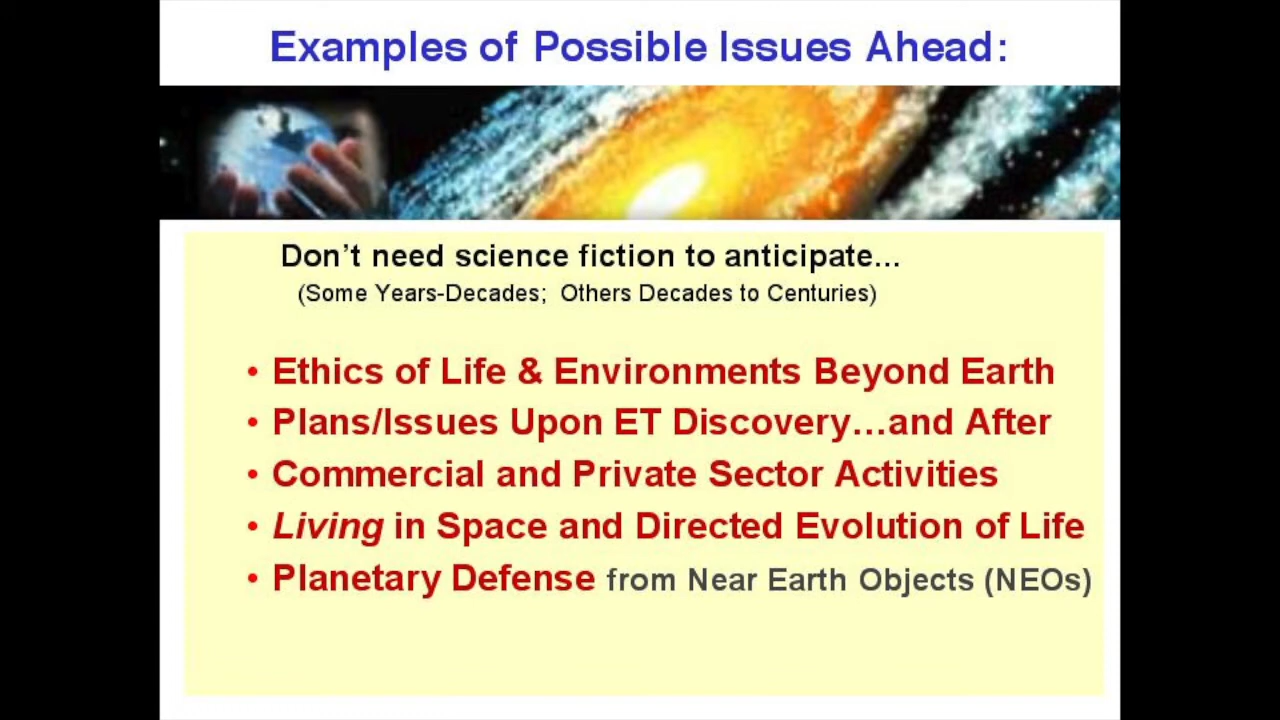 Examples of Possible Issues Ahead:
Don't need science fiction to anticipate...
(Some Years-Decades; Others Decades to Centuries)
• Ethics of Life & Environments Beyond Earth
• Plans/Issues Upon ET Discovery...and After
• Commercial and Private Sector Activities
• Living in Space and Directed Evolution of Life
• Planetary Defense from Near Earth Objects (NEOs)